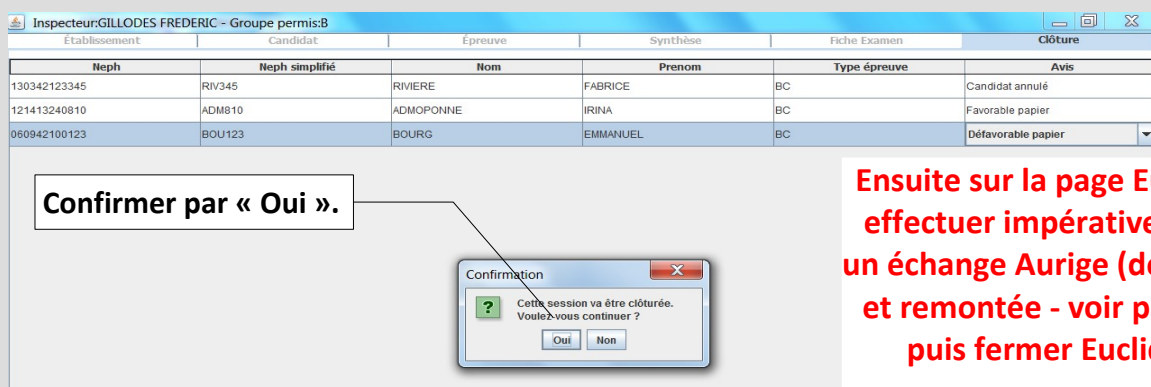 Inspecteur:GILLODES FREDERIC - Groupe permis:B
Établissement Candidat Épreuve Synthèse Fiche Examen Clôture
Neph Neph simplifié Nom Prenom Type épreuve Avis
130342123345 RIV345 RIVIERE FABRICE BC Candidat annulé
121413240810 ADM810 ADMOPONNE IRINA BC Favorable papier
060942100123 BOU123 BOURG EMMANUEL BC Défavorable papier
Confirmer par « Oui ».
Ensuite sur la page
effectuer
un échange Aurige
et remontée - voir
puis fermer
Confirmation
Cette session va être clôturée.
Voulez-vous continuer ?
Oui Non